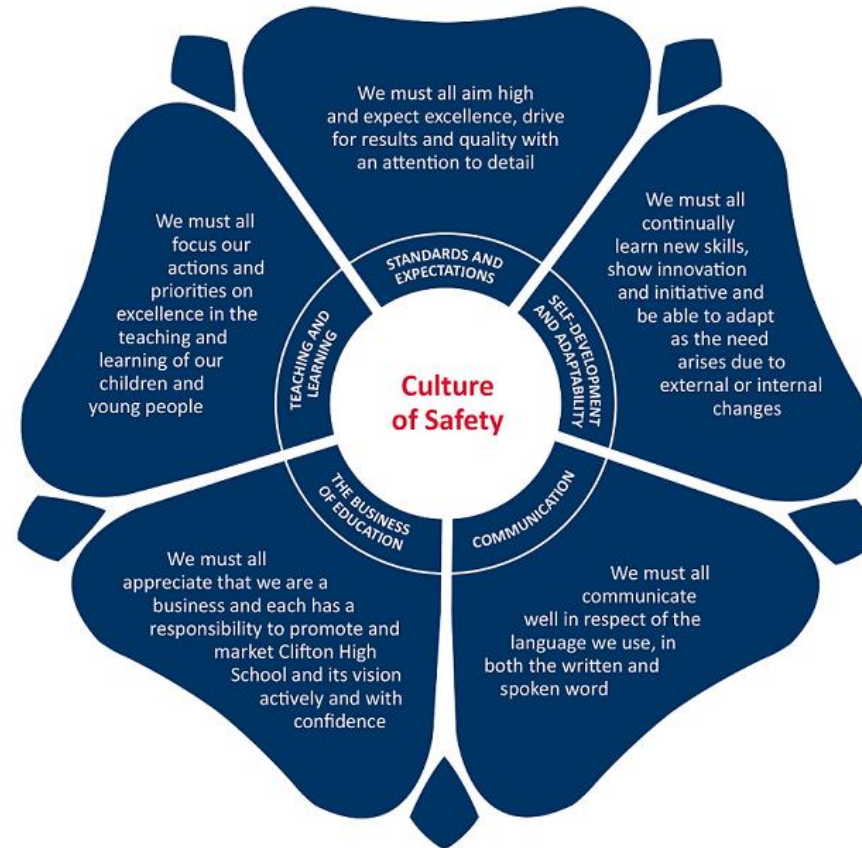 We must all aim high
and expect excellence, drive
for results and quality with
an attention to detail
STANDARDS AND
EXPECTATIONS
We must all
continually
learn new skills,
show innovation
and initiative and
be able to adapt
as the need
arises due to
external or internal
changes
SELF-DEVELOPMENT
AND ADAPTABILITY
We must all
communicate
well in respect of the
language we use, in
both the written and
spoken word
COMMUNICATION
We must all
appreciate that we are a
business and each has a
responsibility to promote and
market Clifton High
School and its vision
actively and with
confidence
THE BUSINESS
OF EDUCATION
We must all
focus our
actions and
priorities on
excellence in the
teaching and
learning of our
children and
young people
TEACHING AND
LEARNING
Culture
of Safety